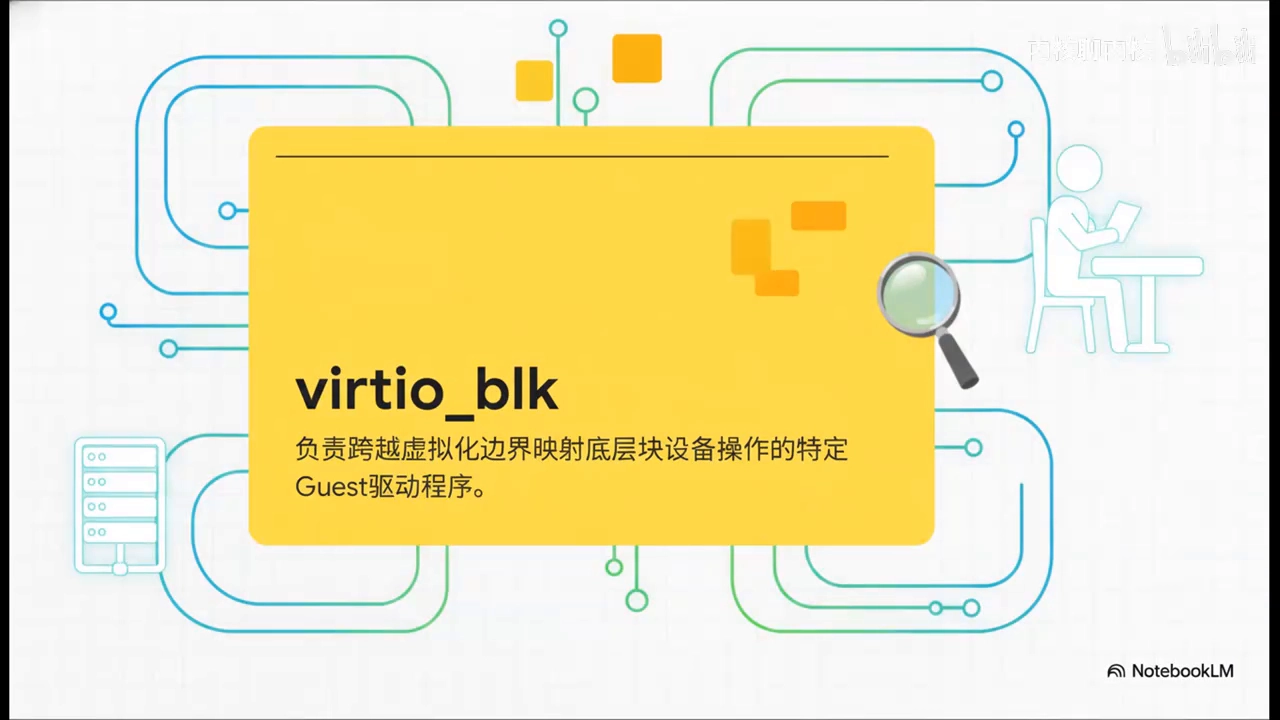 virtio_blk
负责跨越虚拟化边界映射底层块设备操作的特定
Guest驱动程序。
NotebookLM